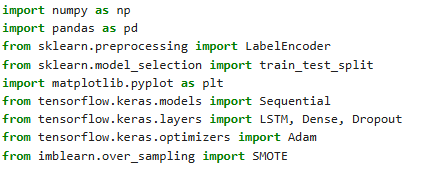 import numpy as np
import pandas as pd
from sklearn.preprocessing import LabelEncoder
from sklearn.model_selection import train_test_split
import matplotlib.pyplot as plt
from tensorflow.keras.models import Sequential
from tensorflow.keras.layers import LSTM, Dense, Dropout
from tensorflow.keras.optimizers import Adam
from imblearn.over_sampling import SMOTE